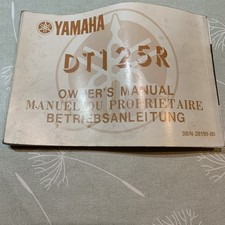 YAMAHA
DT125R
OWNER'S MANUAL
MANUEL DU PROPRIETAIRE
BETRIEBSANLEITUNG